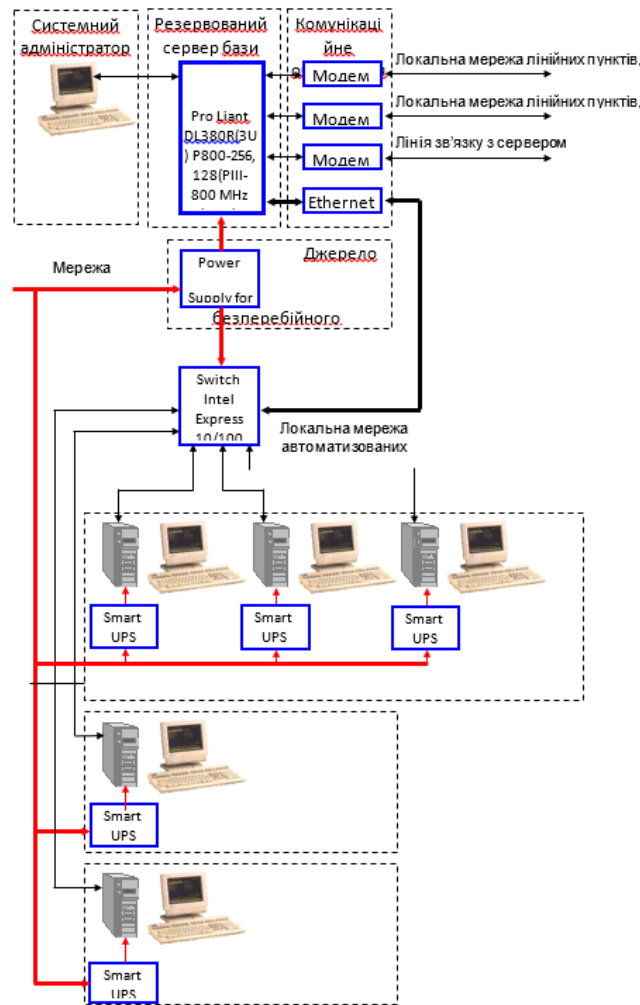 Системний
адміністратор
Резервований
сервер бази
Комунікаці
йне
Модем
Локальна мережа лінійних пунктів,
Pro Liant
DL380R(3U
) P800-256,
128(PIII-
800 MHz
Модем
Локальна мережа лінійних пунктів,
Модем
Лінія зв'язку з сервером
Ethernet
Мережа
Power
Supply for
Джерело
безперебійного
Switch
Intel
Express
10/100
Локальна мережа
автоматизованих
Smart
UPS
Smart
UPS
Smart
UPS
Smart
UPS
Smart
UPS